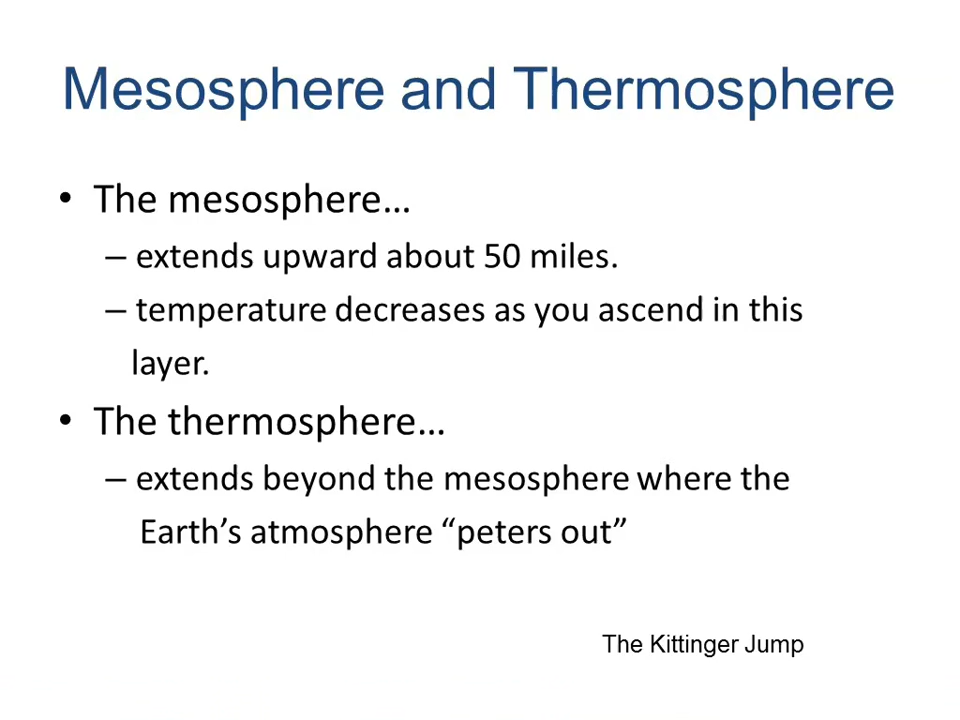 Mesosphere and Thermosphere
• The mesosphere…
– extends upward about 50 miles.
– temperature decreases as you ascend in this
layer.
• The thermosphere…
– extends beyond the mesosphere where the
Earth’s atmosphere “peters out”
The Kittinger Jump